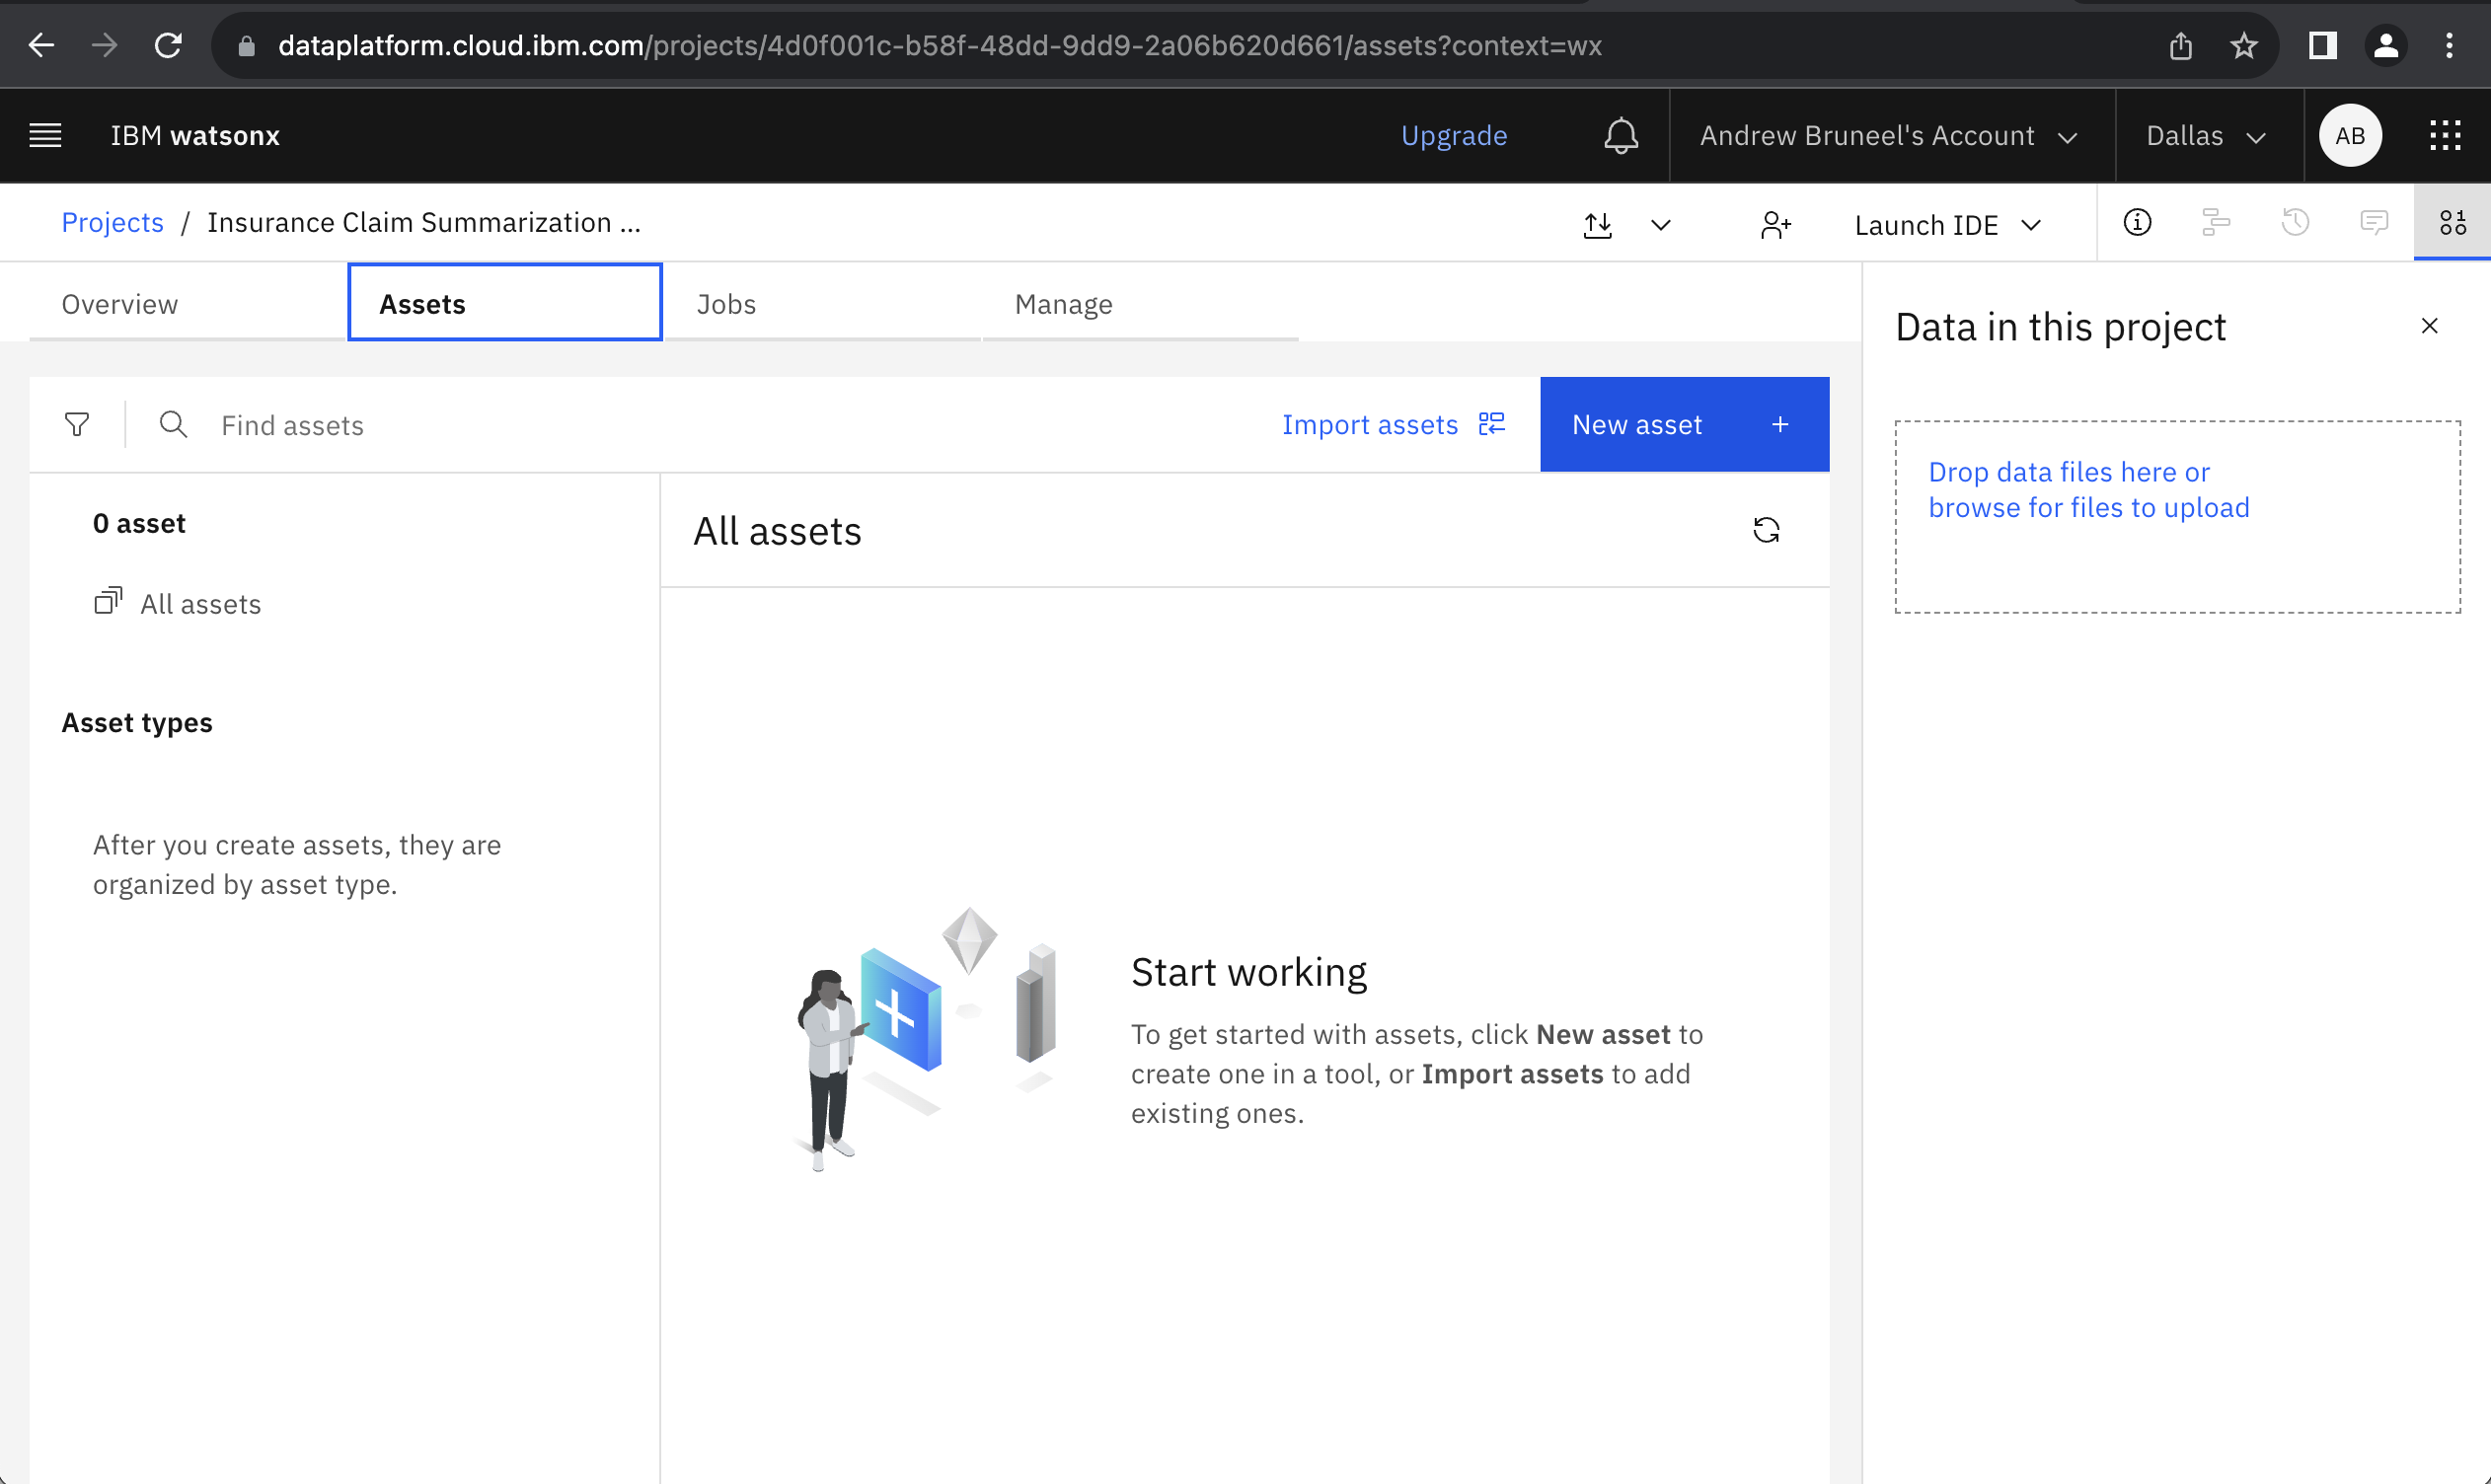 dataplatform.cloud.ibm.com/projects/4d0f001c-b58f-48dd-9dd9-2a06b620d661/assets?context=wx
IBM watsonx
Upgrade
Andrew Bruneel's Account
Dallas
AB
Projects / Insurance Claim Summarization ...
Launch IDE
Overview
Assets
Jobs
Manage
Find assets
Import assets
New asset +
0 asset
All assets
Asset types
After you create assets, they are
organized by asset type.
All assets
Start working
To get started with assets, click New asset to
create one in a tool, or Import assets to add
existing ones.
Data in this project
Drop data files here or
browse for files to upload